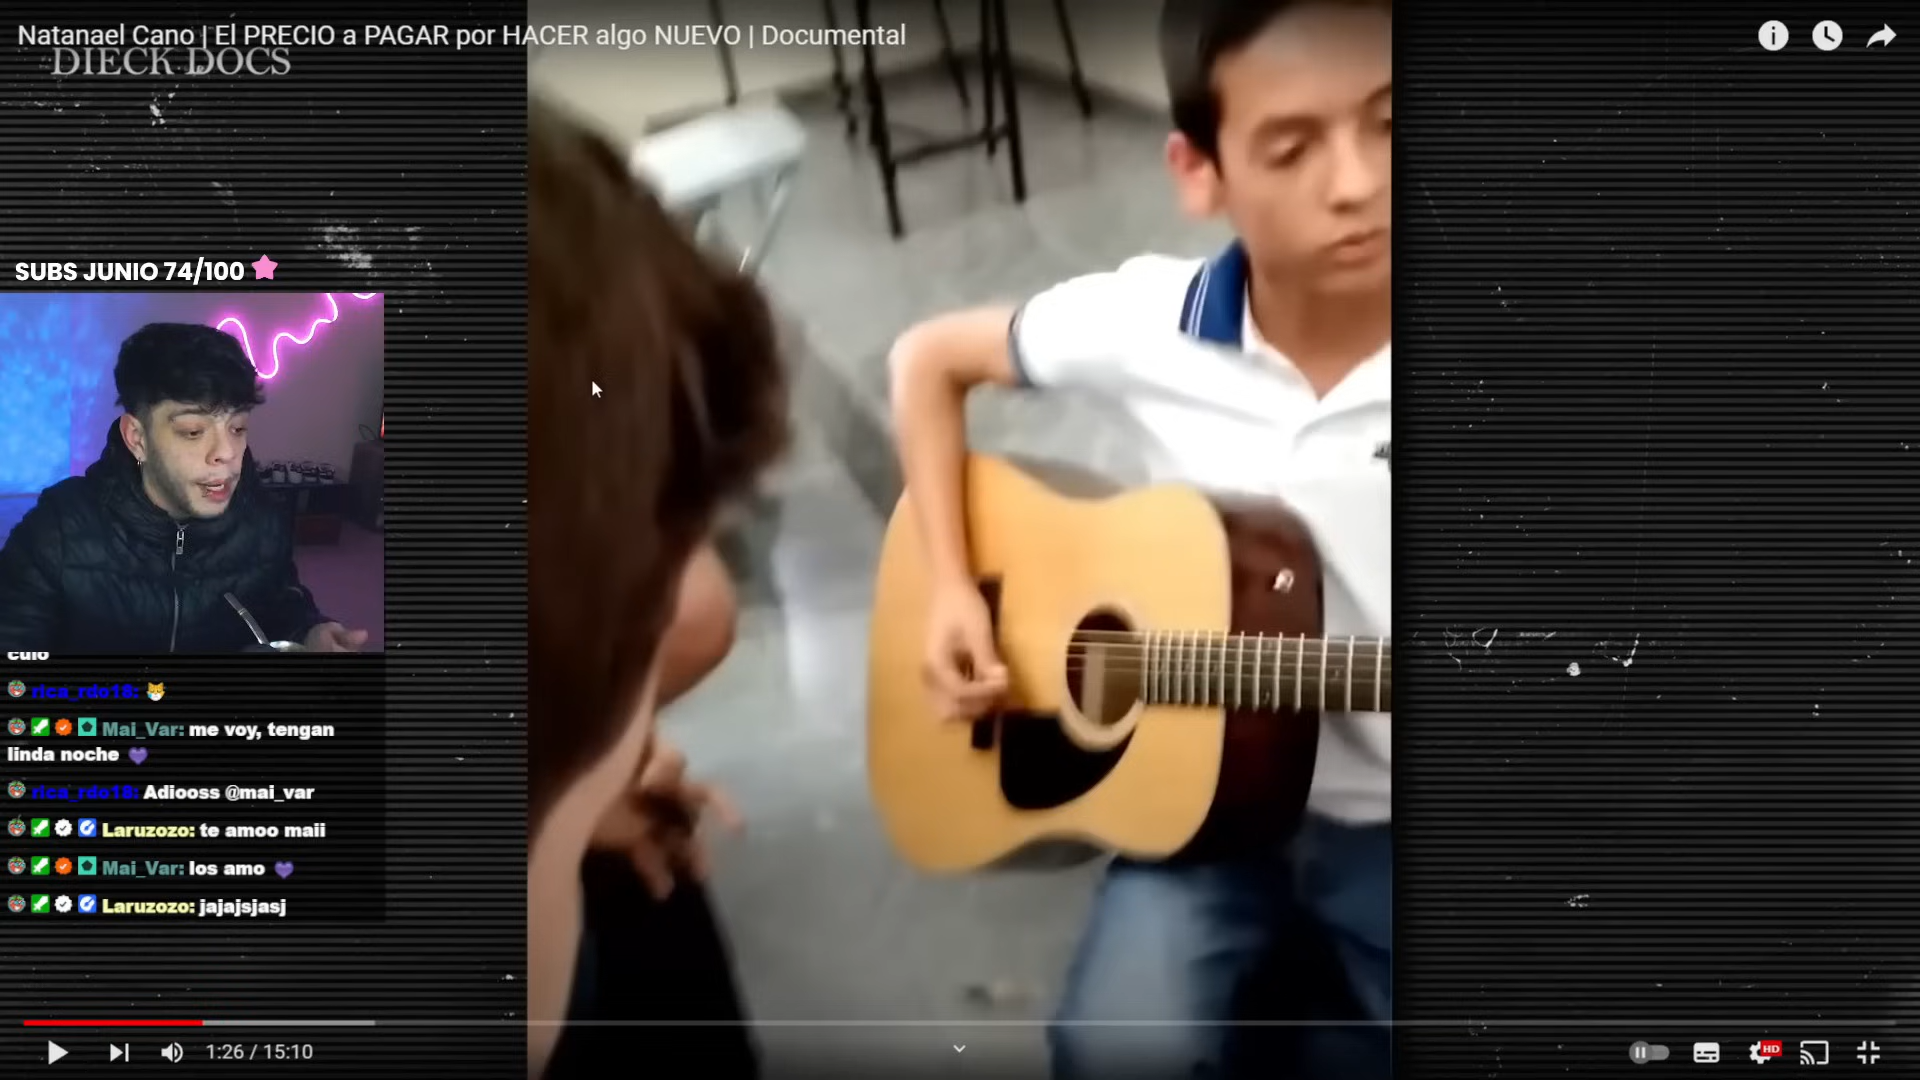 Natanael Cano | El PRECIO a PAGAR por HACER algo NUEVO | Documental
DIECK DOCS
SUBS JUNIO 74/100
culo
rica_rdo18:
Mai_Var: me voy, tengan
linda noche
rica_rdo18: Adiooss @mai_var
Laruzozo: te amoo maii
Mai_Var: los amo
Laruzozo: jajajsjasj
1:26 / 15:10
HD